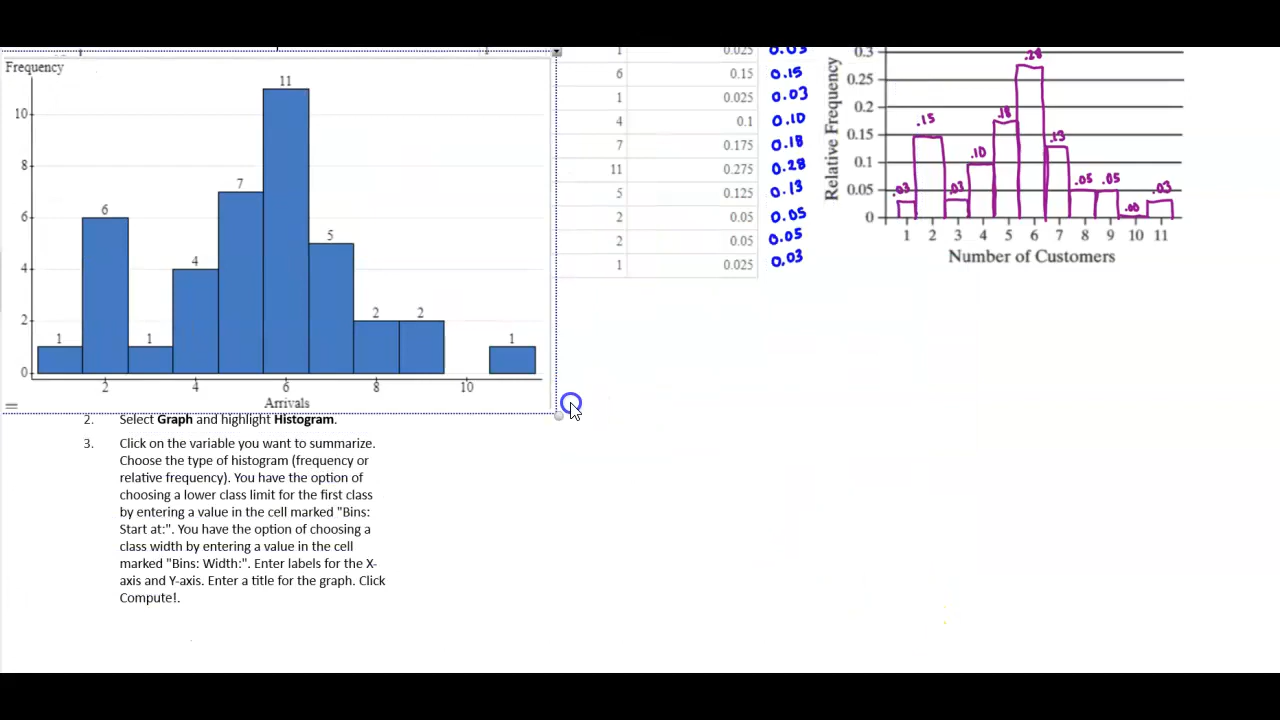 Frequency
11
10
8
7
6
6
5
4
4
2
2
2
1
1
1
0
2
4
6
8
10
Arrivals
2. Select Graph and highlight Histogram.
3. Click on the variable you want to summarize.
Choose the type of histogram (frequency or
relative frequency). You have the option of
choosing a lower class limit for the first class
by entering a value in the cell marked "Bins:
Start at:". You have the option of choosing a
class width by entering a value in the cell
marked "Bins: Width:". Enter labels for the X-
axis and Y-axis. Enter a title for the graph. Click
Compute!.
1 0.025 0.03
6 0.15 0.15
1 0.025 0.03
4 0.1 0.10
7 0.175 0.18
11 0.275 0.28
5 0.125 0.13
2 0.05 0.05
2 0.05 0.05
1 0.025 0.03
Relative Frequency
0.3
0.25
0.2
0.15
0.1
0.05
0
.03 .15 .03 .10 .18 .28 .13 .05 .05 .00 .03
1 2 3 4 5 6 7 8 9 10 11
Number of Customers